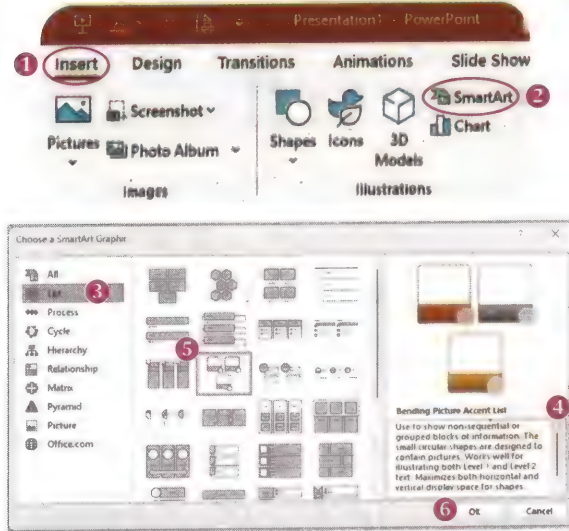 Presentation1 - PowerPoint
1 Insert Design Transitions Animations Slide Show
Pictures
Screenshot
Photo Album
Images
Shapes
Icons
3D
Models
SmartArt 2
Chart
Illustrations
Choose a SmartArt Graphic ? ×
All
List 3
Process
Cycle
Hierarchy
Relationship
Matrix
Pyramid
Picture
Office.com
5
4
Bending Picture Accent List
Use to show non-sequential or
grouped blocks of information. The
small circular shapes are designed to
contain pictures. Works well for
illustrating both Level 1 and Level 2
text. Maximizes both horizontal and
vertical display space for shapes.
6 OK Cancel